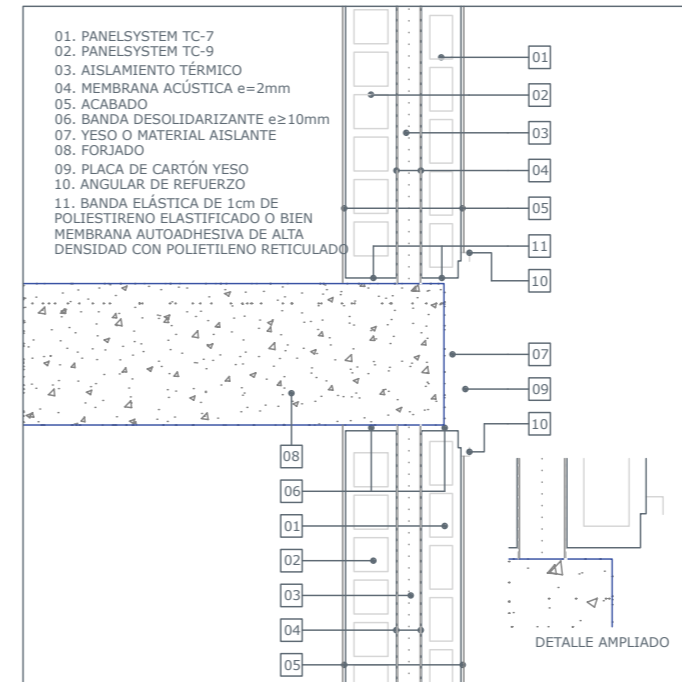 01. PANELSYSTEM TC-7
02. PANELSYSTEM TC-9
03. AISLAMIENTO TÉRMICO
04. MEMBRANA ACÚSTICA e=2mm
05. ACABADO
06. BANDA DESOLIDARIZANTE e≥10mm
07. YESO O MATERIAL AISLANTE
08. FORJADO
09. PLACA DE CARTÓN YESO
10. ANGULAR DE REFUERZO
11. BANDA ELÁSTICA DE 1cm DE
POLIESTIRENO ELASTIFICADO O BIEN
MEMBRANA AUTOADHESIVA DE ALTA
DENSIDAD CON POLIETILENO RETICULADO
01
02
03
04
05
11
10
07
09
10
08
06
01
02
03
04
05
DETALLE AMPLIADO